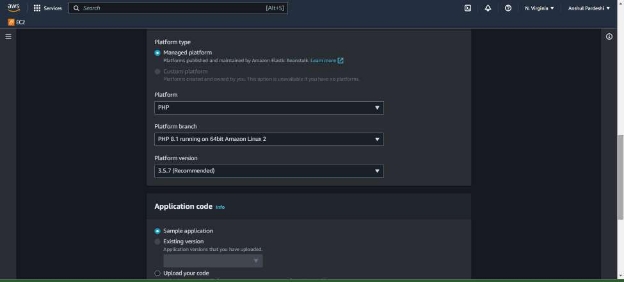 aws
Services
Search
[Alt+S]
N. Virginia
Anshul Pardeshi
EC2
Platform type
Managed platform
Platforms published and maintained by Amazon Elastic Beanstalk. Learn more
Custom platform
Platforms created and owned by you. This option is unavailable if you have no platforms.
Platform
PHP
Platform branch
PHP 8.1 running on 64bit Amazon Linux 2
Platform version
3.5.7 (Recommended)
Application code Info
Sample application
Existing version
Application versions that you have uploaded.
Upload your code